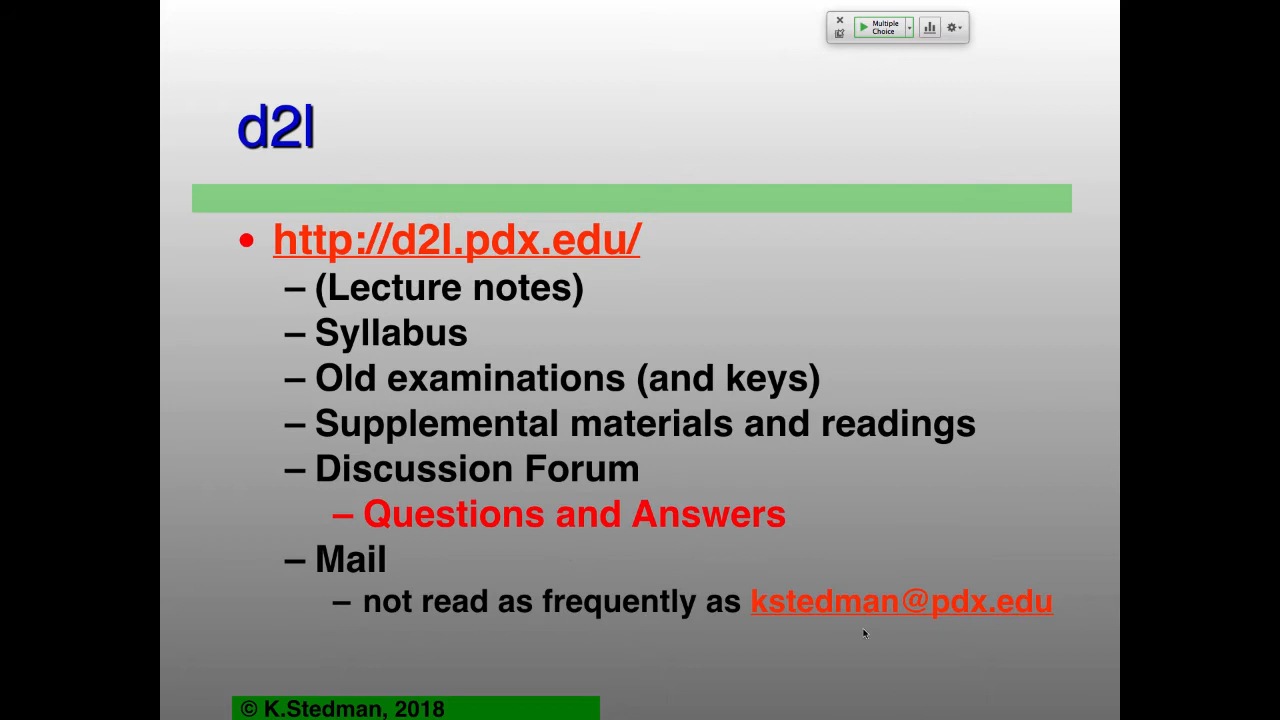 Multiple
Choice
d2l
• http://d2l.pdx.edu/
– (Lecture notes)
– Syllabus
– Old examinations (and keys)
– Supplemental materials and readings
– Discussion Forum
– Questions and Answers
– Mail
– not read as frequently as kstedman@pdx.edu
© K.Stedman, 2018